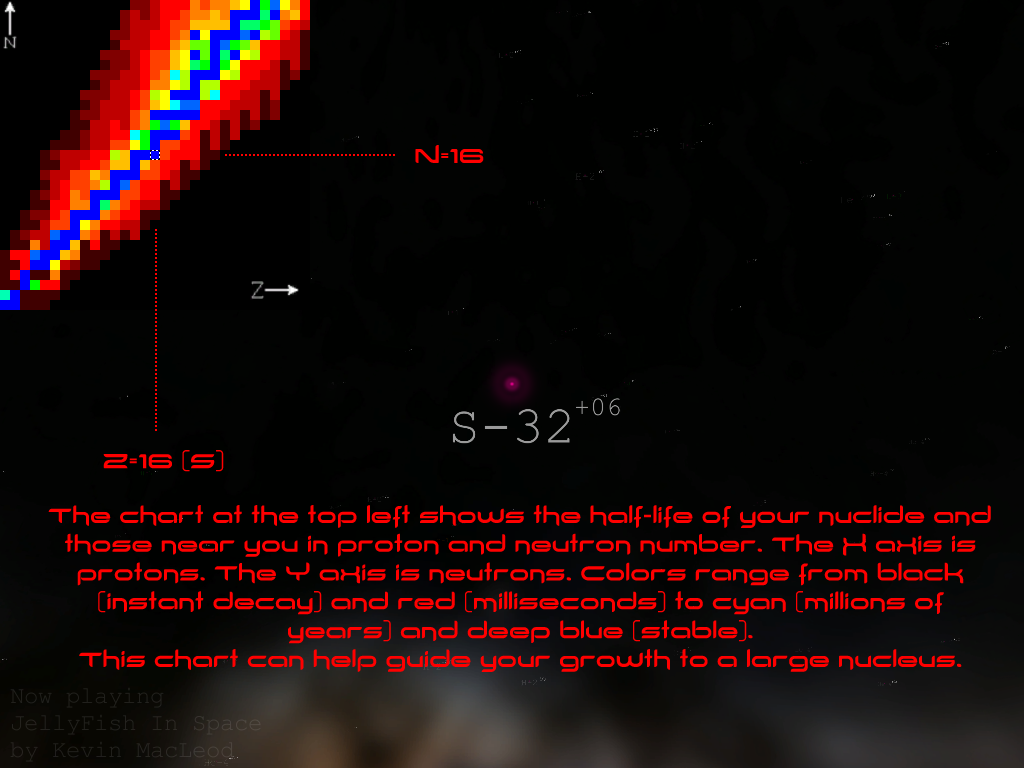 N
N=16
Z
S-32 +06
Z=16 (S)
The chart at the top left shows the half-life of your nuclide and
those near you in proton and neutron number. The X axis is
protons. The Y axis is neutrons. Colors range from black
(instant decay) and red (milliseconds) to cyan (millions of
years) and deep blue (stable).
This chart can help guide your growth to a large nucleus.
Now playing
JellyFish In Space
by Kevin MacLeod